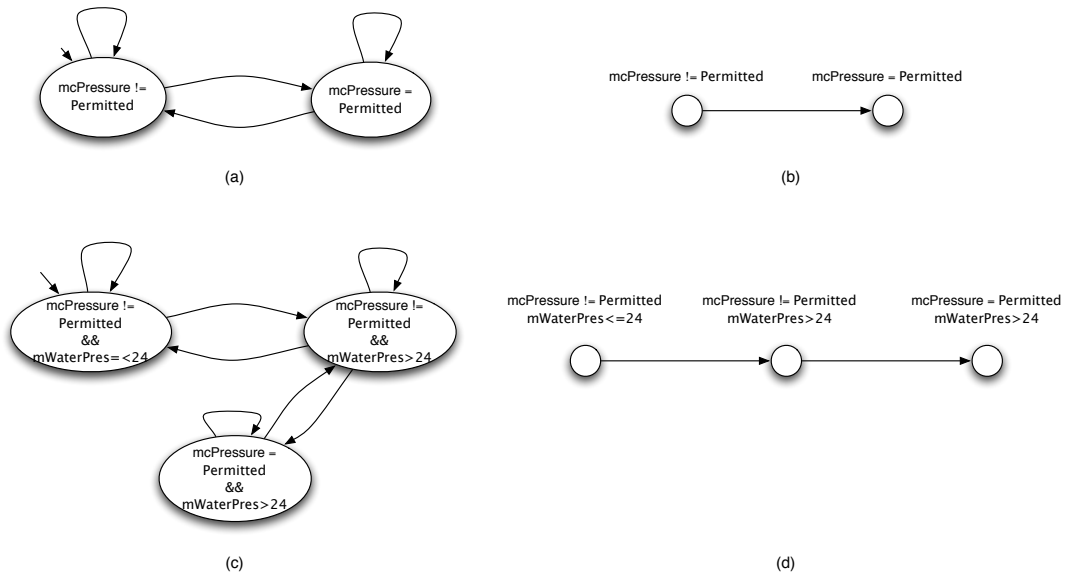 mcPressure !=
Permitted
mcPressure =
Permitted
(a)
mcPressure != Permitted
mcPressure = Permitted
(b)
mcPressure !=
Permitted
&&
mWaterPres=<24
mcPressure !=
Permitted
&&
mWaterPres>24
mcPressure =
Permitted
&&
mWaterPres>24
(c)
mcPressure != Permitted
mWaterPres<=24
mcPressure != Permitted
mWaterPres>24
mcPressure = Permitted
mWaterPres>24
(d)